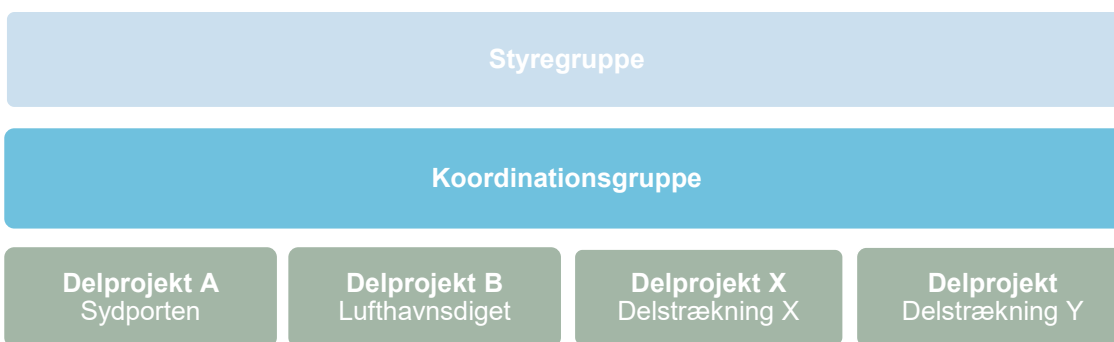 Styregruppe
Koordinationsgruppe
Delprojekt A
Sydporten
Delprojekt B
Lufthavnsdiget
Delprojekt X
Delstrækning X
Delprojekt
Delstrækning Y